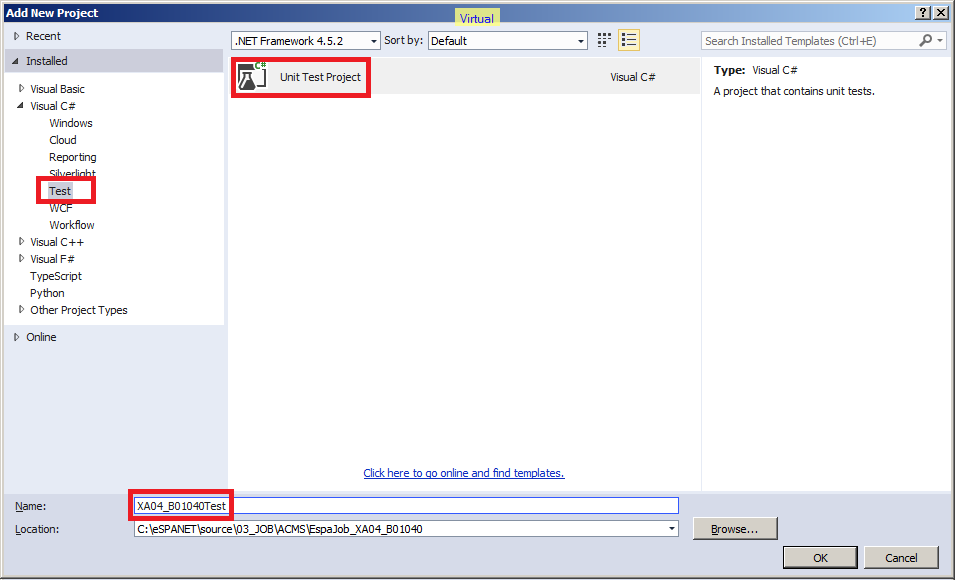 Add New Project
Virtual
Recent
.NET Framework 4.5.2
Sort by:
Default
Search Installed Templates (Ctrl+E)
Installed
Visual Basic
Visual C#
Windows
Cloud
Reporting
Silverlight
Test
WCF
Workflow
Visual C++
Visual F#
TypeScript
Python
Other Project Types
Online
C#
Unit Test Project
Visual C#
Type: Visual C#
A project that contains unit tests.
Click here to go online and find templates.
Name:
XA04_B01040Test
Location:
C:\eSPANET\source\03_JOB\ACMS\EspaJob_XA04_B01040
Browse...
OK
Cancel